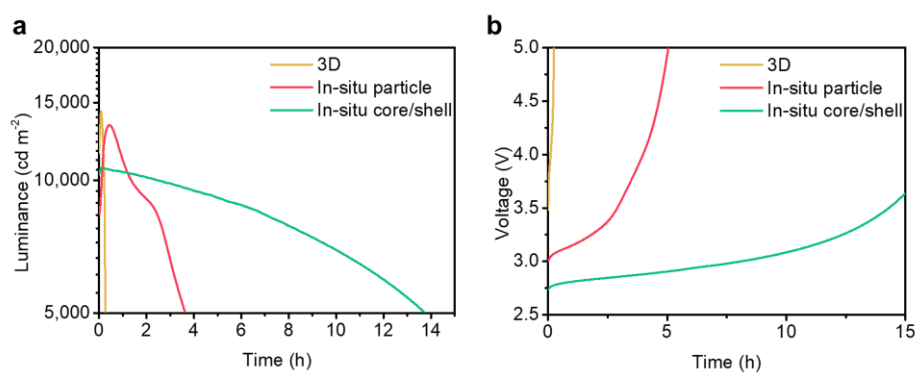 a
20,000
15,000
10,000
5,000
Luminance (cd m⁻²)
3D
In-situ particle
In-situ core/shell
0 2 4 6 8 10 12 14
Time (h)
b
5.0
4.5
4.0
3.5
3.0
2.5
Voltage (V)
3D
In-situ particle
In-situ core/shell
0 5 10 15
Time (h)